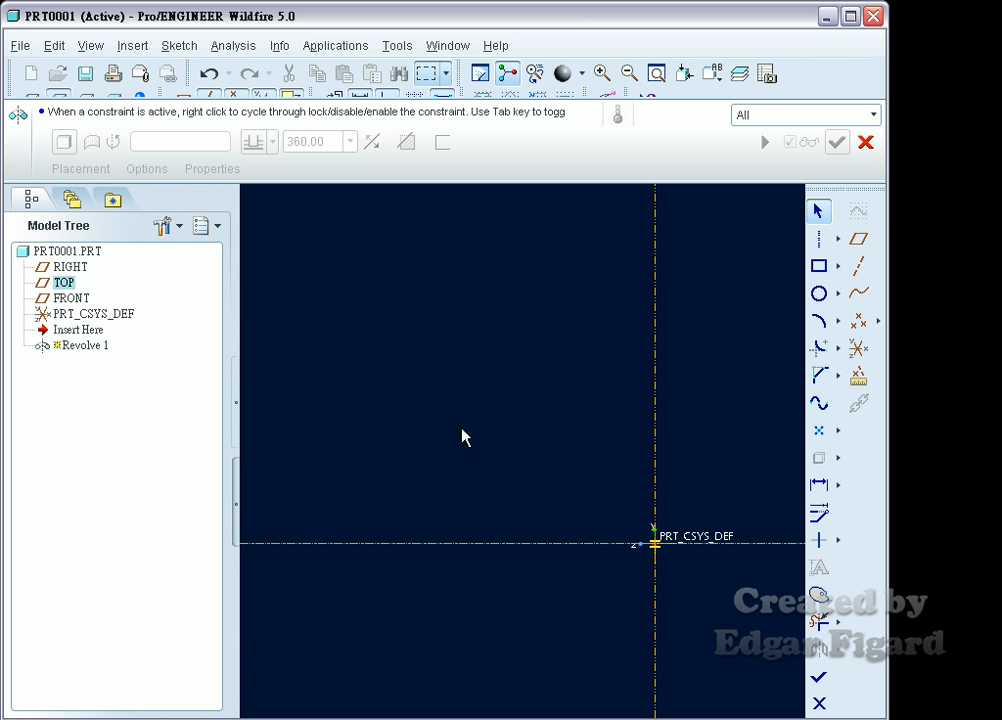 PRT0001 (Active) - Pro/ENGINEER Wildfire 5.0
File Edit View Insert Sketch Analysis Info Applications Tools Window Help
When a constraint is active, right click to cycle through lock/disable/enable the constraint. Use Tab key to togg
All
360.00
Placement Options Properties
Model Tree
PRT0001.PRT
RIGHT
TOP
FRONT
PRT_CSYS_DEF
Insert Here
Revolve 1
Y
PRT_CSYS_DEF
Z
Created by
Edgar Figard